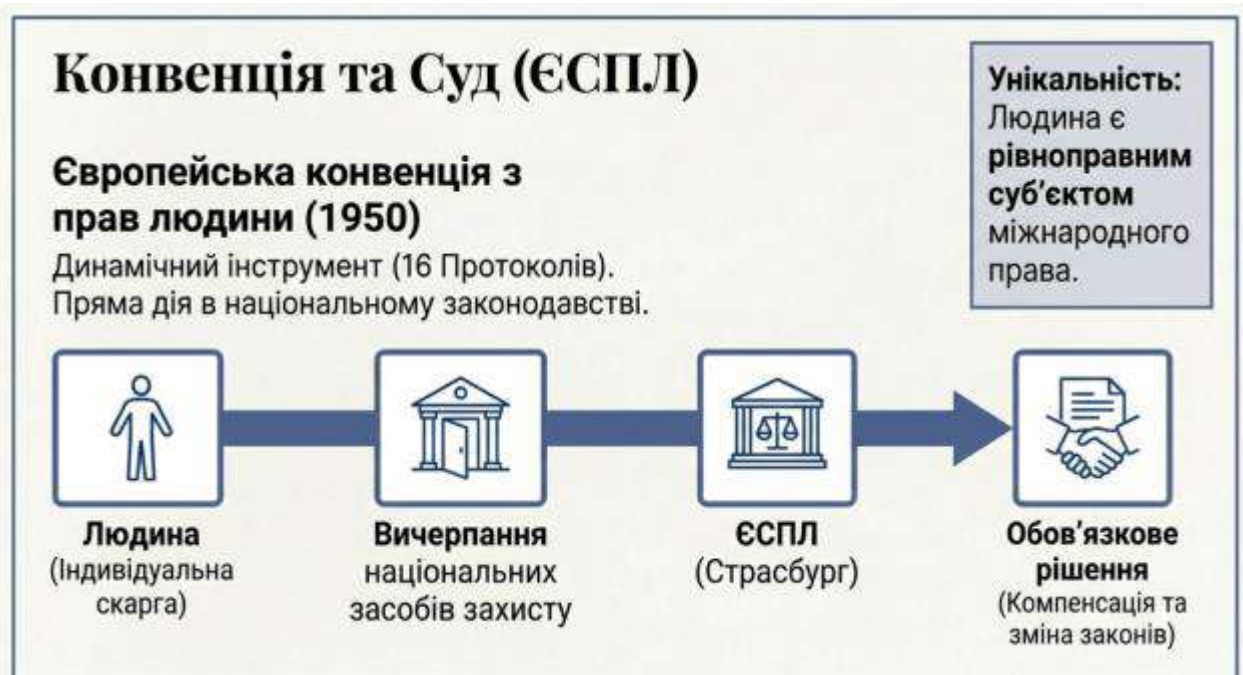 Конвенція та Суд (ЄСПЛ)
Унікальність:
Людина є
рівноправним
суб’єктом
міжнародного
права.
Європейська конвенція з
прав людини (1950)
Динамічний інструмент (16 Протоколів).
Пряма дія в національному законодавстві.
Людина
(Індивідуальна
скарга)
Вичерпання
національних
засобів захисту
ЄСПЛ
(Страсбург)
Обов’язкове
рішення
(Компенсація та
зміна законів)